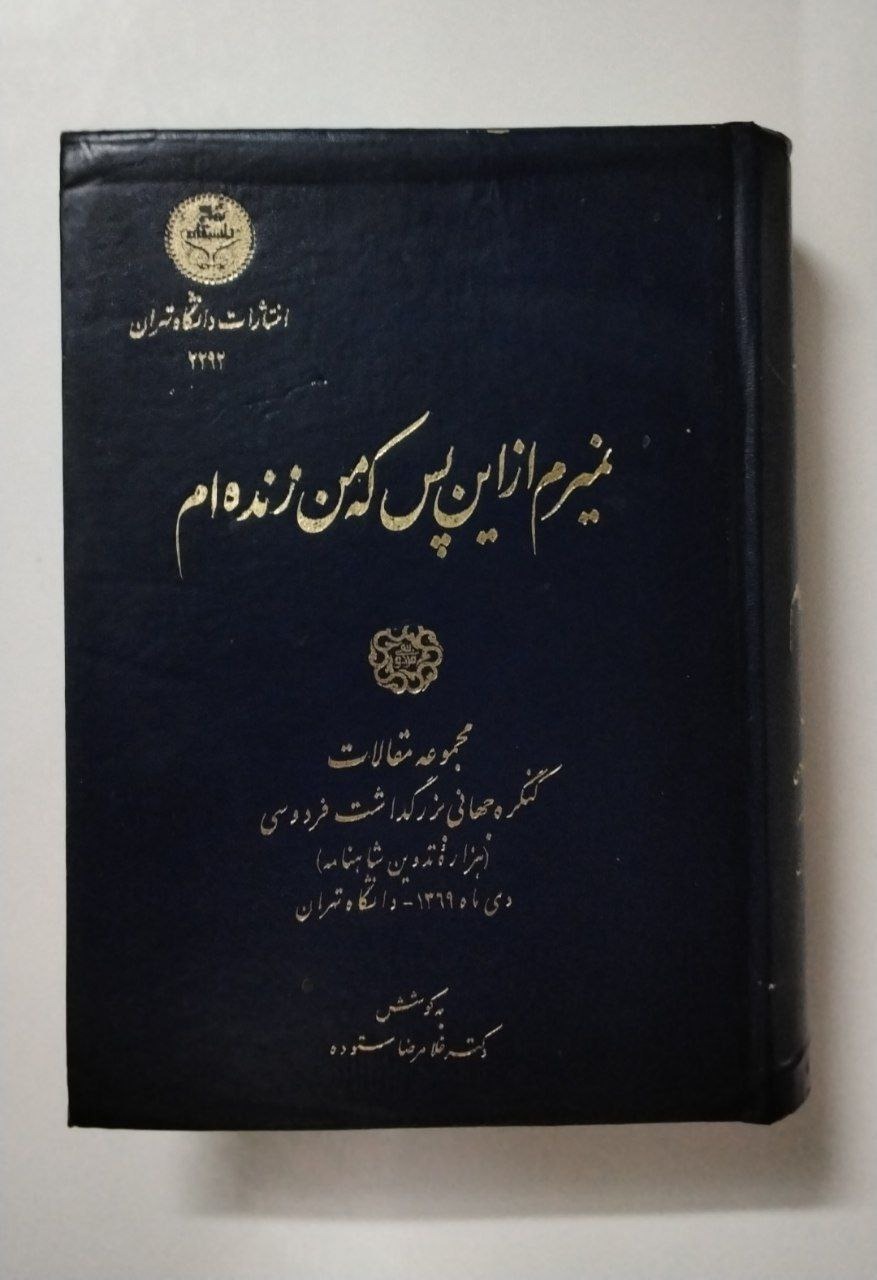 انتشارات دانشگاه تهران
۲۲۹۲
نمیرم از این پس که من زنده‌ام
مجموعه مقالات
کنگره جهانی بزرگداشت فردوسی
(هزارهٔ تدوین شاهنامه)
دی ماه ۱۳۶۹ - دانشگاه تهران
به کوشش
دکتر غلامرضا ستوده